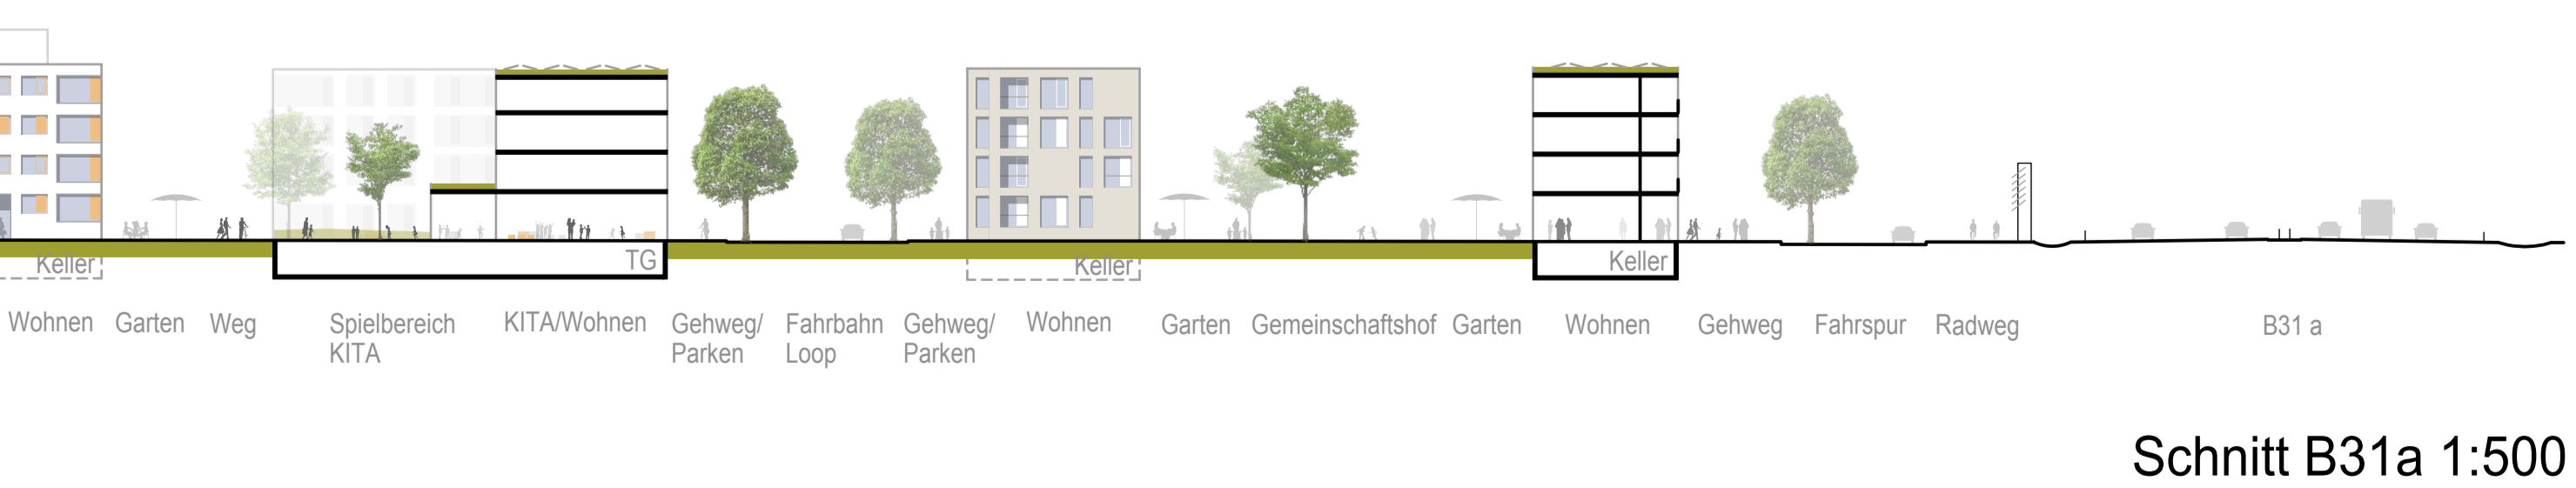 Keller
TG
Keller
Keller
Wohnen
Garten
Weg
Spielbereich
KITA
KITA/Wohnen
Gehweg/
Parken
Fahrbahn
Loop
Gehweg/
Parken
Wohnen
Garten
Gemeinschaftshof
Garten
Wohnen
Gehweg
Fahrspur
Radweg
B31 a
Schnitt B31a 1:500